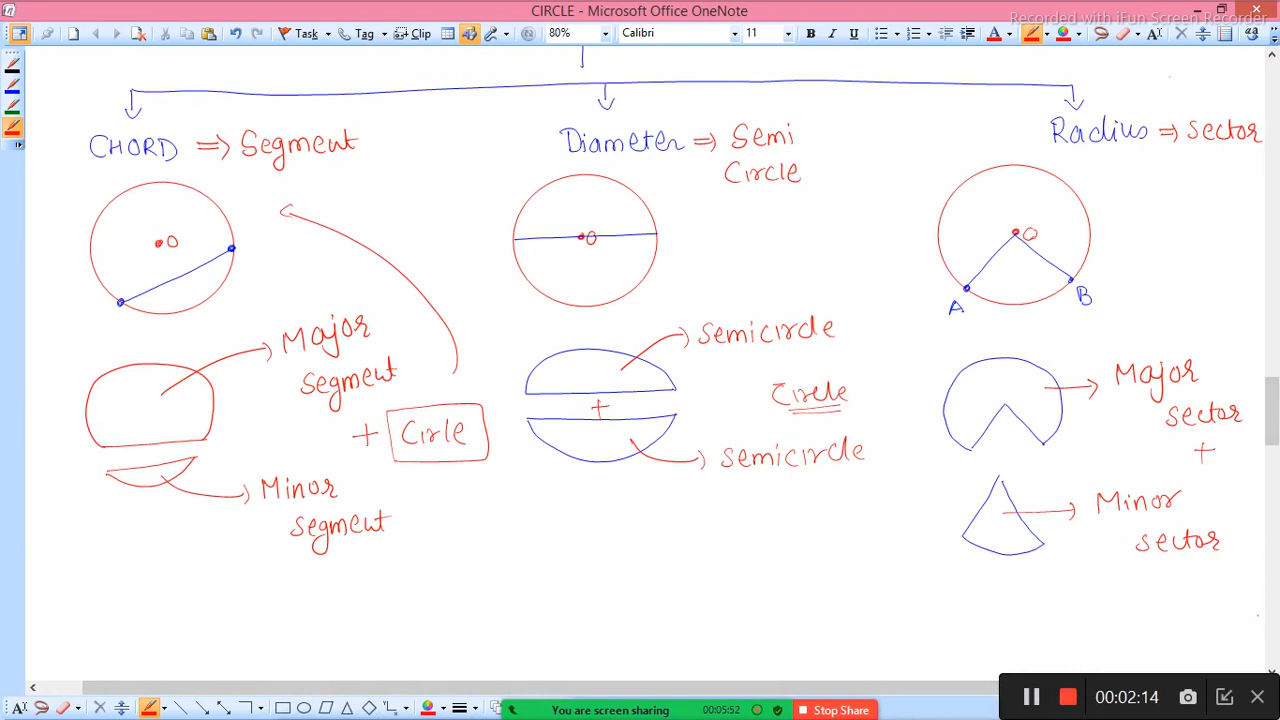 CIRCLE - Microsoft Office OneNote
Recorded with iFun Screen Recorder
Task
Tag
80%
Calibri
11
B I U
CHORD ⇒ Segment
Diameter ⇒ Semi
Circle
Radius ⇒ Sector
O
O
O
A
B
Major
segment
+ Cirle
Minor
segment
Semicircle
+
Circle
semicircle
Major
sector
+
Minor
sector
You are screen sharing
00:05:52
Stop Share
00:02:14